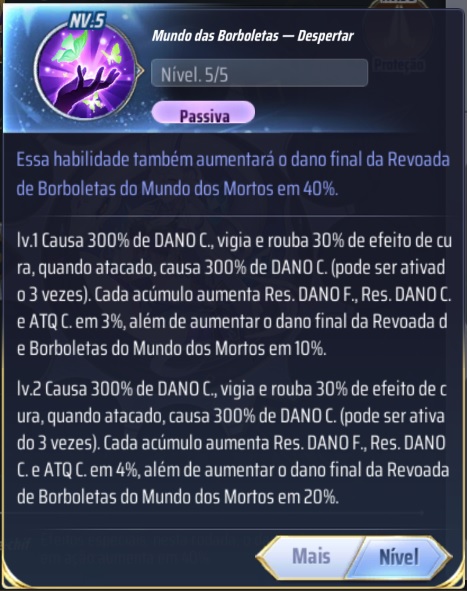 NV.5
Mundo das Borboletas — Despertar
Proteção
Nível. 5/5
Passiva
Essa habilidade também aumentará o dano final da Revoada
de Borboletas do Mundo dos Mortos em 40%.
lv.1 Causa 300% de DANO C., vigia e rouba 30% de efeito de cu
ra, quando atacado, causa 300% de DANO C. (pode ser ativad
o 3 vezes). Cada acúmulo aumenta Res. DANO F., Res. DANO C.
e ATQ C. em 3%, além de aumentar o dano final da Revoada d
e Borboletas do Mundo dos Mortos em 10%.
lv.2 Causa 300% de DANO C., vigia e rouba 30% de efeito de c
ura, quando atacado, causa 300% de DANO C. (pode ser ativa
do 3 vezes). Cada acúmulo aumenta Res. DANO F., Res. DANO
C. e ATQ C. em 4%, além de aumentar o dano final da Revoada
de Borboletas do Mundo dos Mortos em 20%.
Mais
Nível